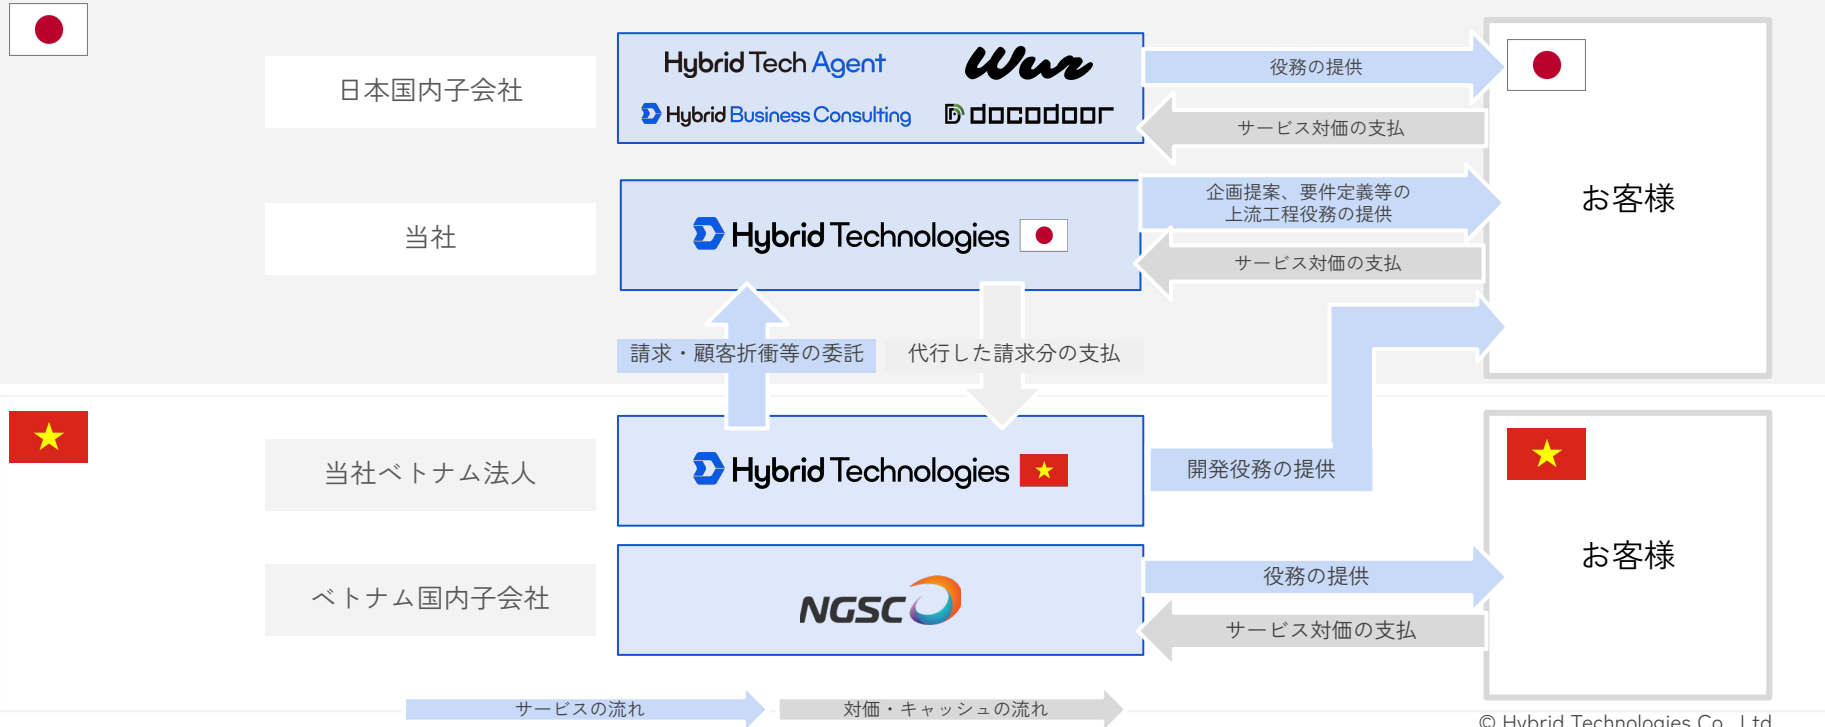 日本国内子会社
Hybrid Tech Agent
Wur
Hybrid Business Consulting
docodoor
役務の提供
サービス対価の支払
お客様
当社
Hybrid Technologies
企画提案、要件定義等の
上流工程役務の提供
サービス対価の支払
請求・顧客折衝等の委託
代行した請求分の支払
当社ベトナム法人
Hybrid Technologies
開発役務の提供
お客様
ベトナム国内子会社
NGSC
役務の提供
サービス対価の支払
サービスの流れ
対価・キャッシュの流れ
© Hybrid Technologies Co., Ltd.